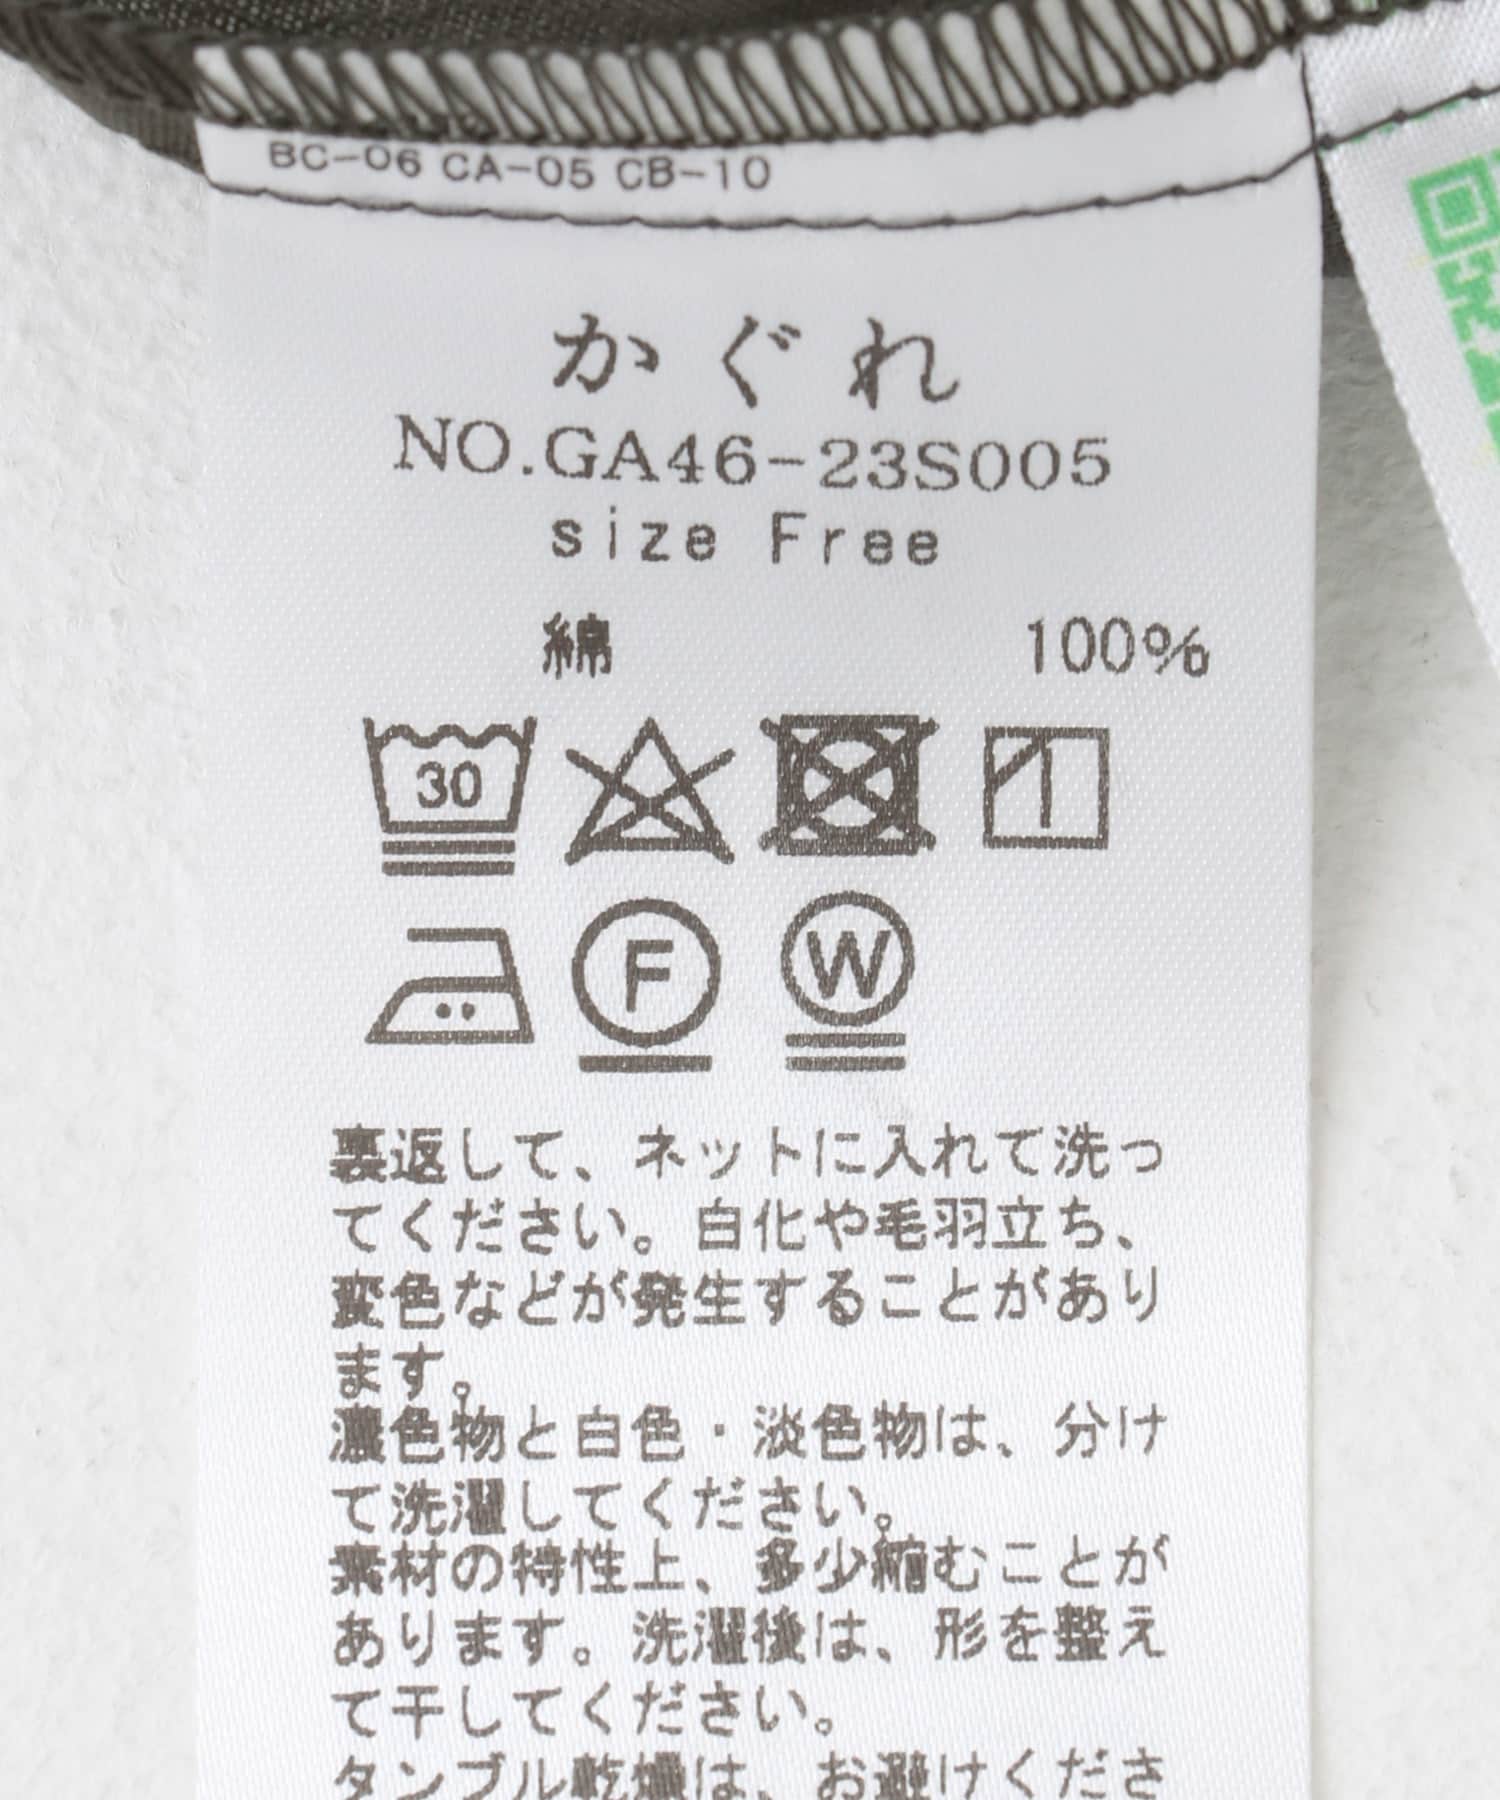 BC-06 CA-05 CB-10
かぐれ
NO.GA46-23S005
size Free
綿 100%
30
F W
裏返して、ネットに入れて洗っ
てください。白化や毛羽立ち、
変色などが発生することがあり
ます。
濃色物と白色・淡色物は、分け
て洗濯してください。
素材の特性上、多少縮むことが
あります。洗濯後は、形を整え
て干してください。
タンブル乾燥は、お避けくださ